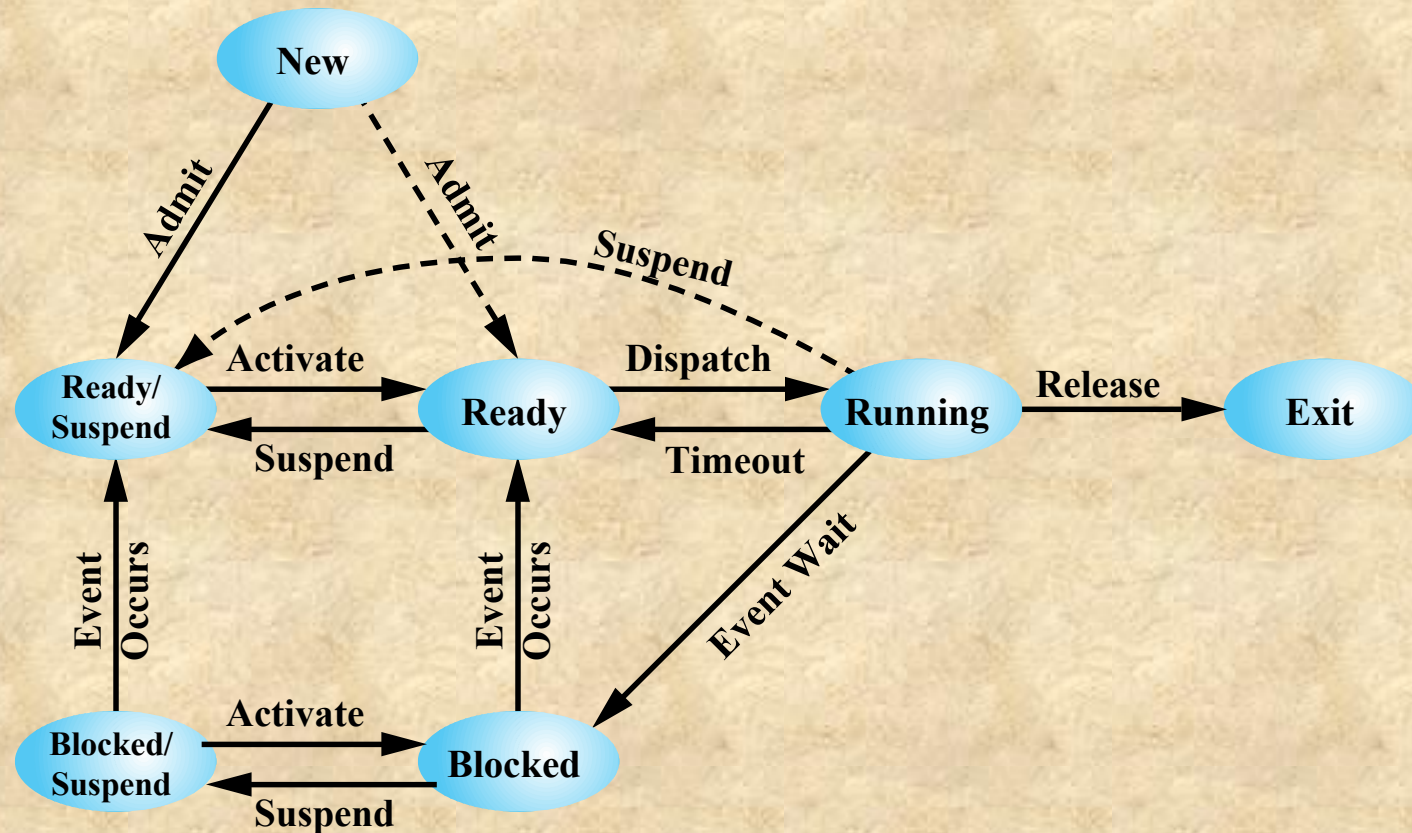 New
Admit
Admit
Suspend
Ready/
Suspend
Activate
Suspend
Ready
Dispatch
Timeout
Running
Release
Exit
Event
Occurs
Event
Occurs
Event Wait
Blocked/
Suspend
Activate
Suspend
Blocked